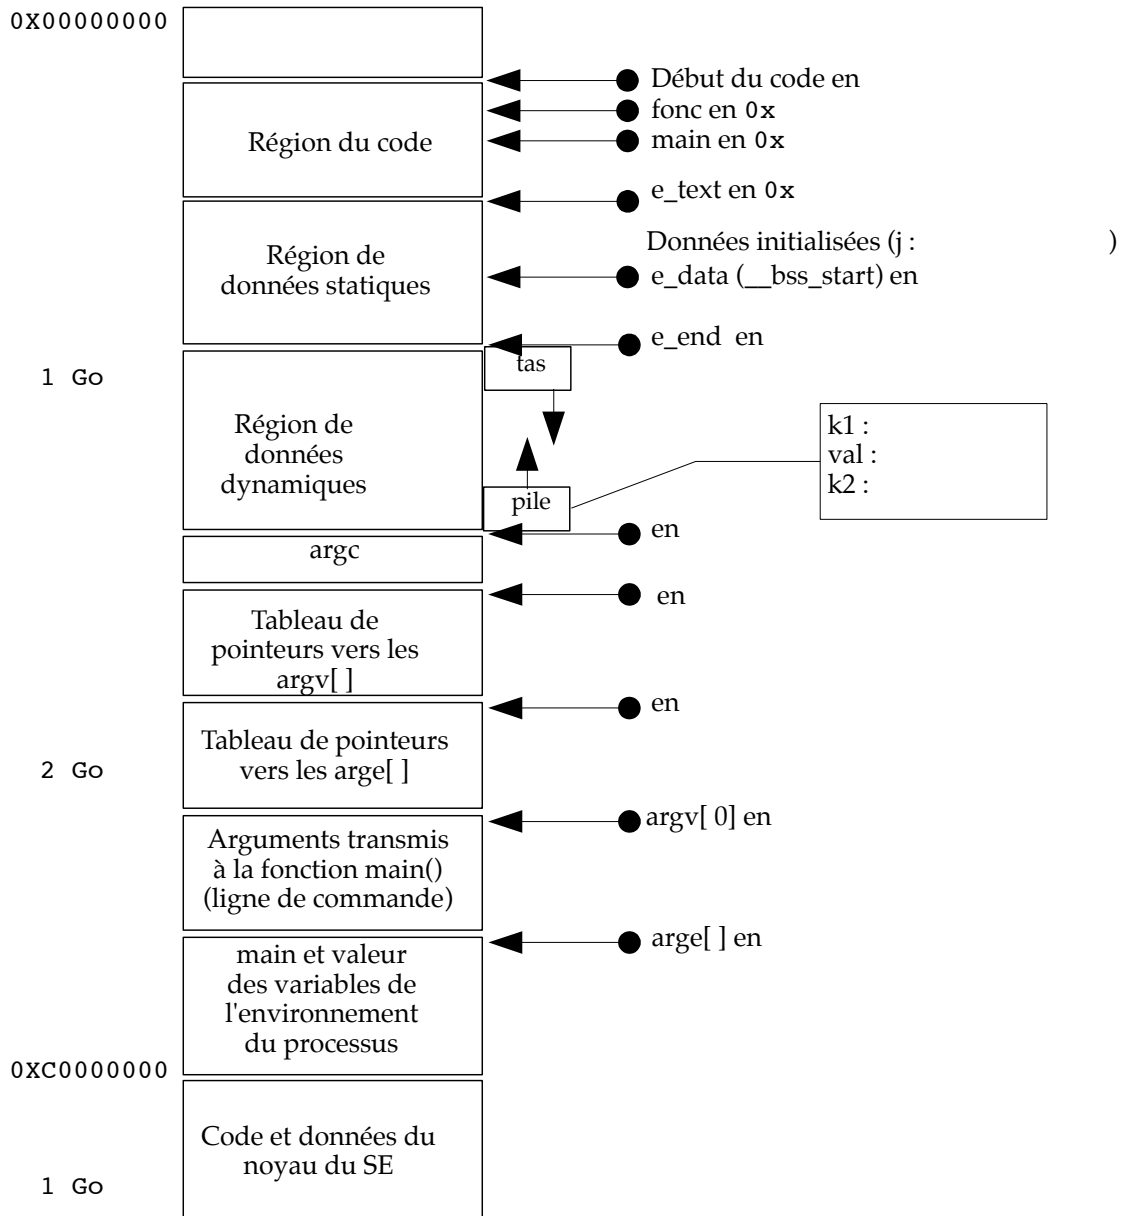 0X00000000
Début du code en
fonc en 0x
main en 0x
Région du code
e_text en 0x
Données initialisées (j : )
Région de
données statiques
e_data (__bss_start) en
e_end en
tas
1 Go
Région de
données
dynamiques
k1 :
val :
k2 :
pile
en
argc
en
Tableau de
pointeurs vers les
argv[ ]
en
Tableau de pointeurs
vers les arge[ ]
2 Go
argv[ 0] en
Arguments transmis
à la fonction main()
(ligne de commande)
arge[ ] en
main et valeur
des variables de
l'environnement
du processus
0XC0000000
Code et données du
noyau du SE
1 Go